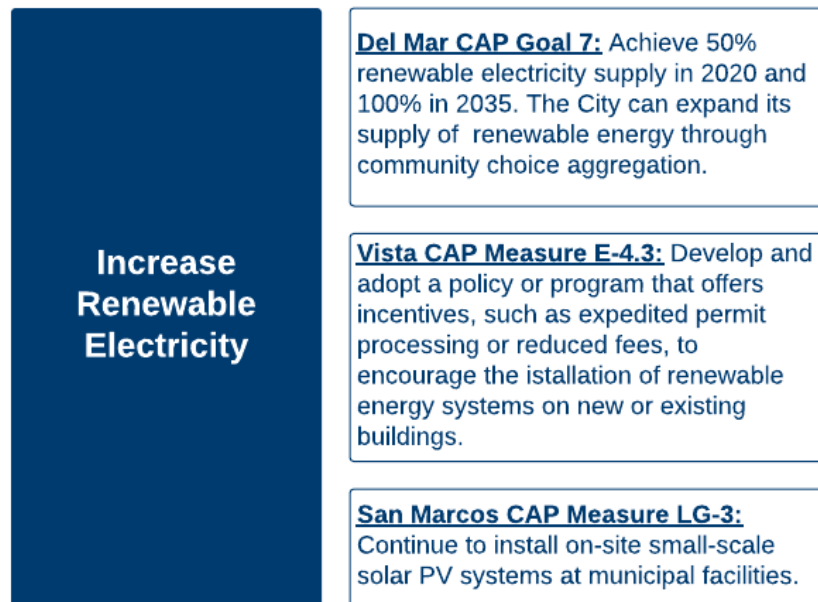 Increase
Renewable
Electricity
Del Mar CAP Goal 7: Achieve 50%
renewable electricity supply in 2020 and
100% in 2035. The City can expand its
supply of  renewable energy through
community choice aggregation.
Vista CAP Measure E-4.3: Develop and
adopt a policy or program that offers
incentives, such as expedited permit
processing or reduced fees, to
encourage the istallation of renewable
energy systems on new or existing
buildings.
San Marcos CAP Measure LG-3:
Continue to install on-site small-scale
solar PV systems at municipal facilities.